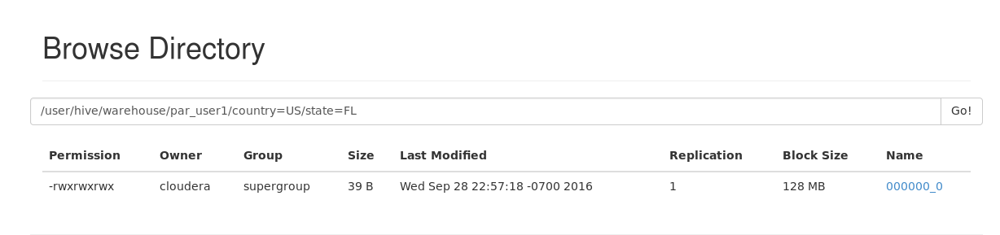 Browse Directory
/user/hive/warehouse/par_user1/country=US/state=FL Go!
Permission Owner Group Size Last Modified Replication Block Size Name
-rwxrwxrwx cloudera supergroup 39 B Wed Sep 28 22:57:18 -0700 2016 1 128 MB 000000_0